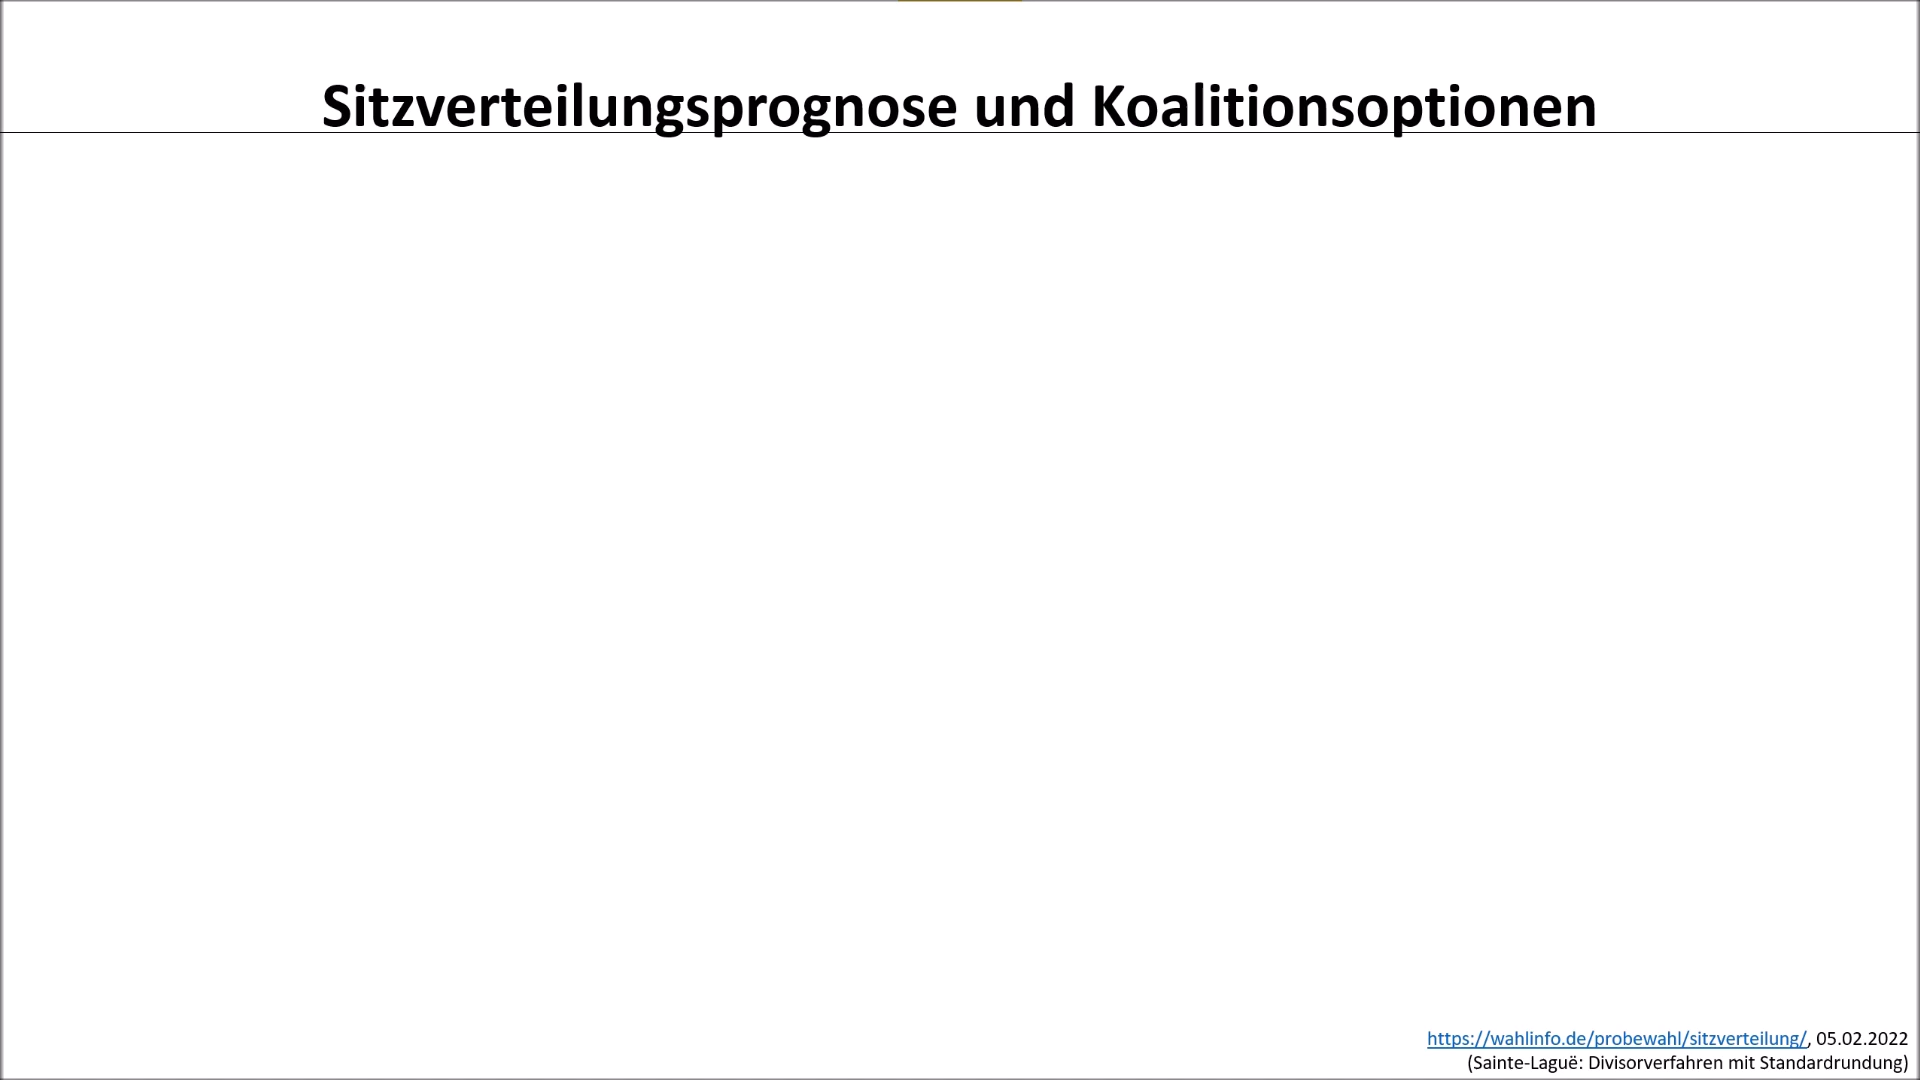 Sitzverteilungsprognose und Koalitionsoptionen
https://wahlinfo.de/probewahl/sitzverteilung/, 05.02.2022
(Sainte-Laguë: Divisorverfahren mit Standardrundung)